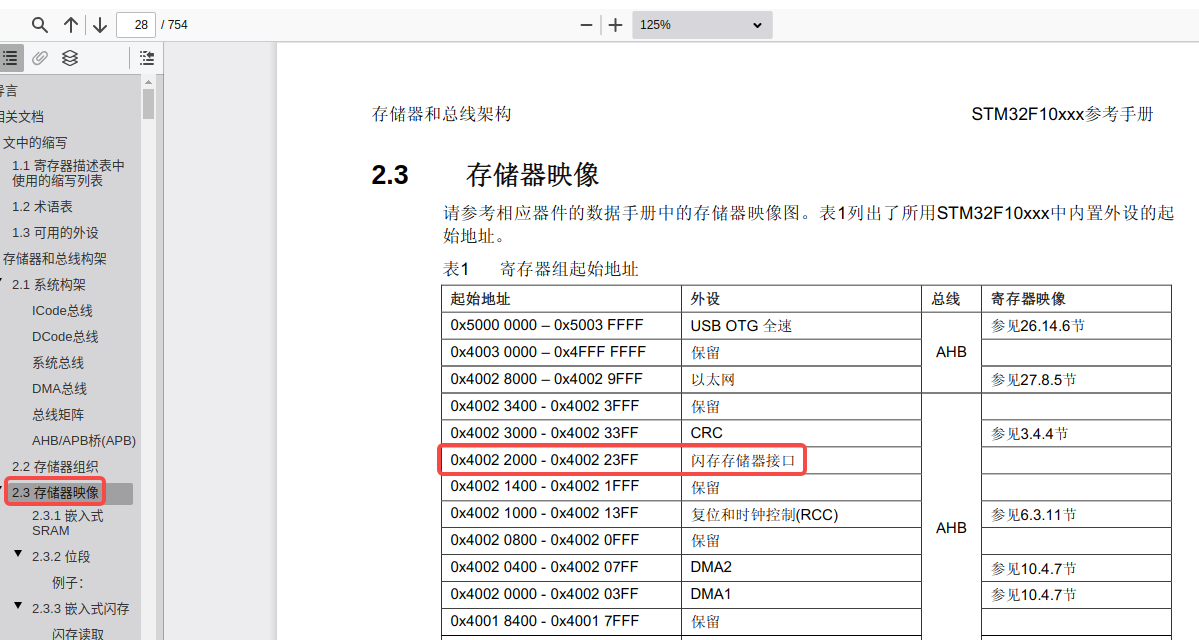 28 / 754
125%
导言
相关文档
文中的缩写
1.1 寄存器描述表中
使用的缩写列表
1.2 术语表
1.3 可用的外设
存储器和总线构架
2.1 系统构架
ICode总线
DCode总线
系统总线
DMA总线
总线矩阵
AHB/APB桥(APB)
2.2 存储器组织
2.3 存储器映像
2.3.1 嵌入式
SRAM
2.3.2 位段
例子：
2.3.3 嵌入式闪存
闪存读取
存储器和总线架构 STM32F10xxx参考手册
2.3 存储器映像
请参考相应器件的数据手册中的存储器映像图。表1列出了所用STM32F10xxx中内置外设的起
始地址。
表1 寄存器组起始地址
起始地址 外设 总线 寄存器映像
0x5000 0000 – 0x5003 FFFF USB OTG 全速 参见26.14.6节
0x4003 0000 – 0x4FFF FFFF 保留 AHB
0x4002 8000 – 0x4002 9FFF 以太网 参见27.8.5节
0x4002 3400 - 0x4002 3FFF 保留
0x4002 3000 - 0x4002 33FF CRC 参见3.4.4节
0x4002 2000 - 0x4002 23FF 闪存存储器接口
0x4002 1400 - 0x4002 1FFF 保留
0x4002 1000 - 0x4002 13FF 复位和时钟控制(RCC) AHB 参见6.3.11节
0x4002 0800 - 0x4002 0FFF 保留
0x4002 0400 - 0x4002 07FF DMA2 参见10.4.7节
0x4002 0000 - 0x4002 03FF DMA1 参见10.4.7节
0x4001 8400 - 0x4001 7FFF 保留